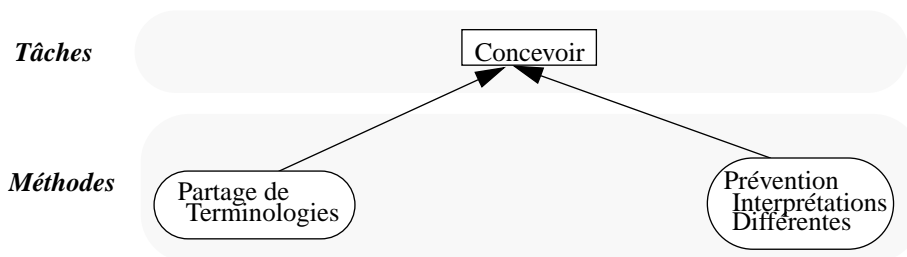 Tâches
Concevoir
Méthodes
Partage de
Terminologies
Prévention
Interprétations
Différentes